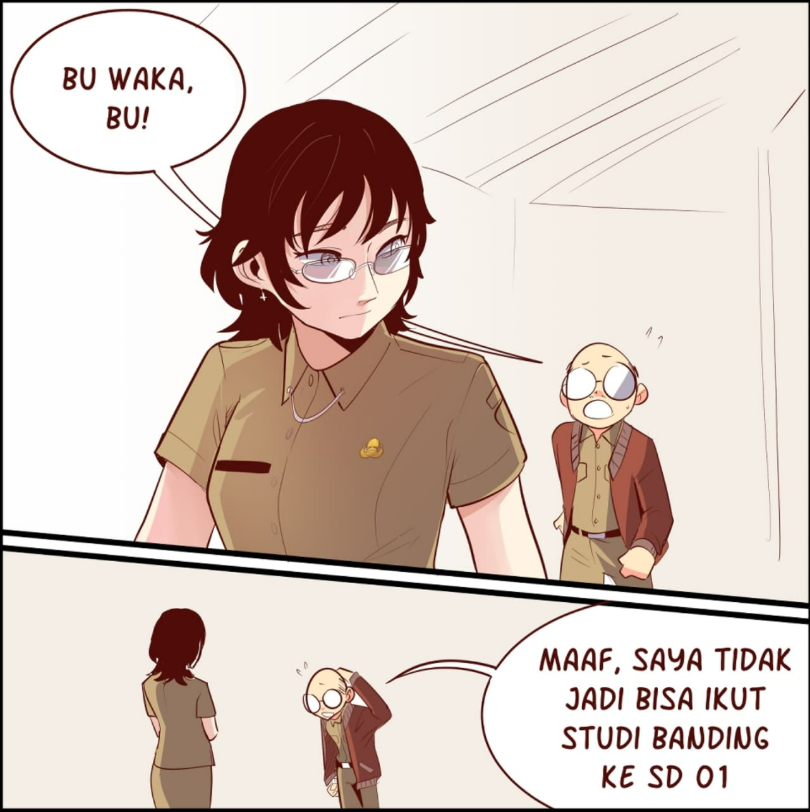 BU WAKA,
BU!
MAAF, SAYA TIDAK
JADI BISA IKUT
STUDI BANDING
KE SD 01